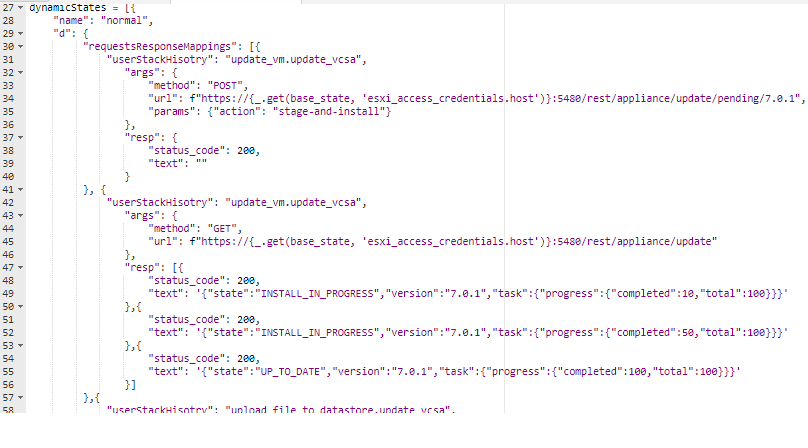 27 dynamicStates = [{
28 "name": "normal",
29 "d": {
30 "requestsResponseMappings": [{
31 "userStackHisotry": "update_vm.update_vcsa",
32 "args": {
33 "method": "POST",
34 "url": f"https://{_.get(base_state, 'esxi_access_credentials.host')}:5480/rest/appliance/update/pending/7.0.1",
35 "params": {"action": "stage-and-install"}
36 },
37 "resp": {
38 "status_code": 200,
39 "text": ""
40 }
41 }, {
42 "userStackHisotry": "update_vm.update_vcsa",
43 "args": {
44 "method": "GET",
45 "url": f"https://{_.get(base_state, 'esxi_access_credentials.host')}:5480/rest/appliance/update"
46 },
47 "resp": [{
48 "status_code": 200,
49 "text": '{"state":"INSTALL_IN_PROGRESS","version":"7.0.1","task":{"progress":{"completed":10,"total":100}}}'
50 },{
51 "status_code": 200,
52 "text": '{"state":"INSTALL_IN_PROGRESS","version":"7.0.1","task":{"progress":{"completed":50,"total":100}}}'
53 },{
54 "status_code": 200,
55 "text": '{"state":"UP_TO_DATE","version":"7.0.1","task":{"progress":{"completed":100,"total":100}}}'
56 }]
57 },{
58 "userStackHisotry": "upload_file_to_datastore.update_vcsa",